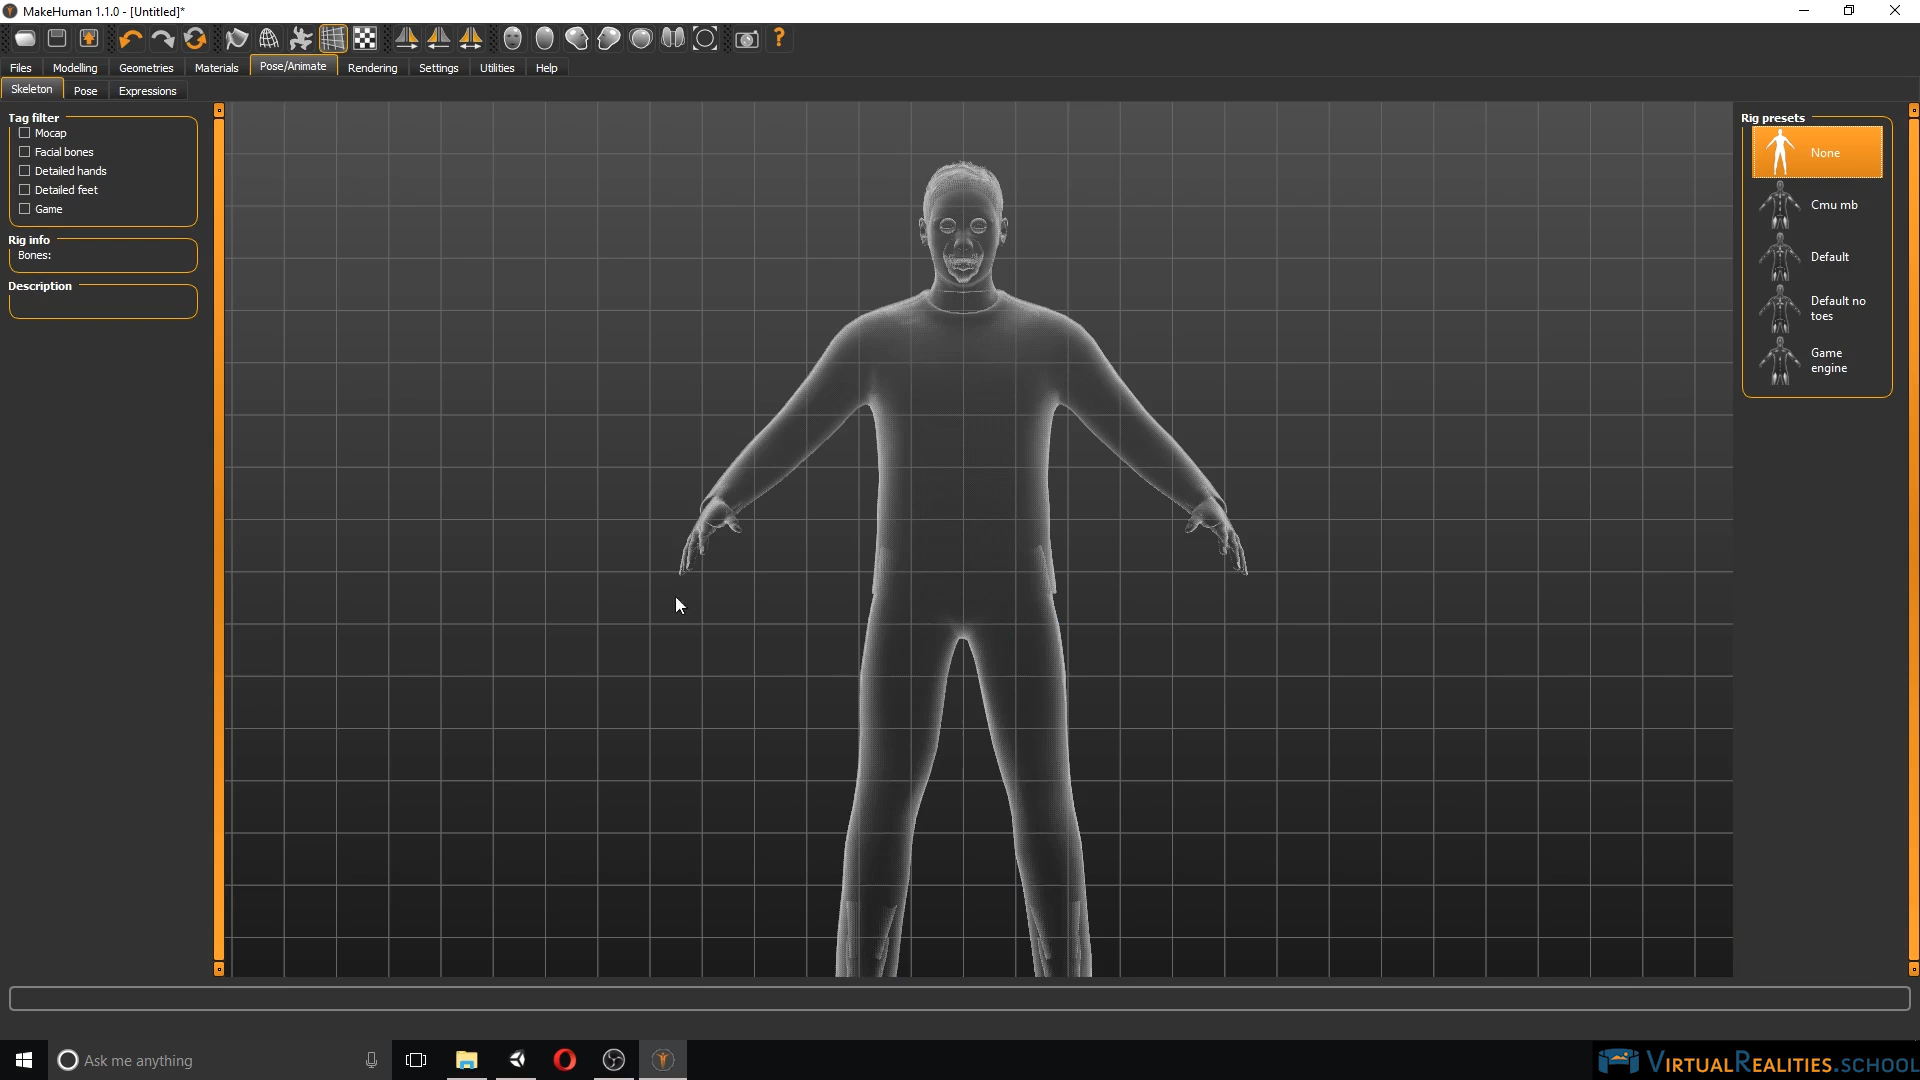 MakeHuman 1.1.0 - [Untitled]*
Files Modelling Geometries Materials Pose/Animate Rendering Settings Utilities Help
Skeleton Pose Expressions
Tag filter
Mocap
Facial bones
Detailed hands
Detailed feet
Game
Rig info
Bones:
Description
Rig presets
None
Cmu mb
Default
Default no
toes
Game
engine
Ask me anything
VIRTUALREALITIES.SCHOOL